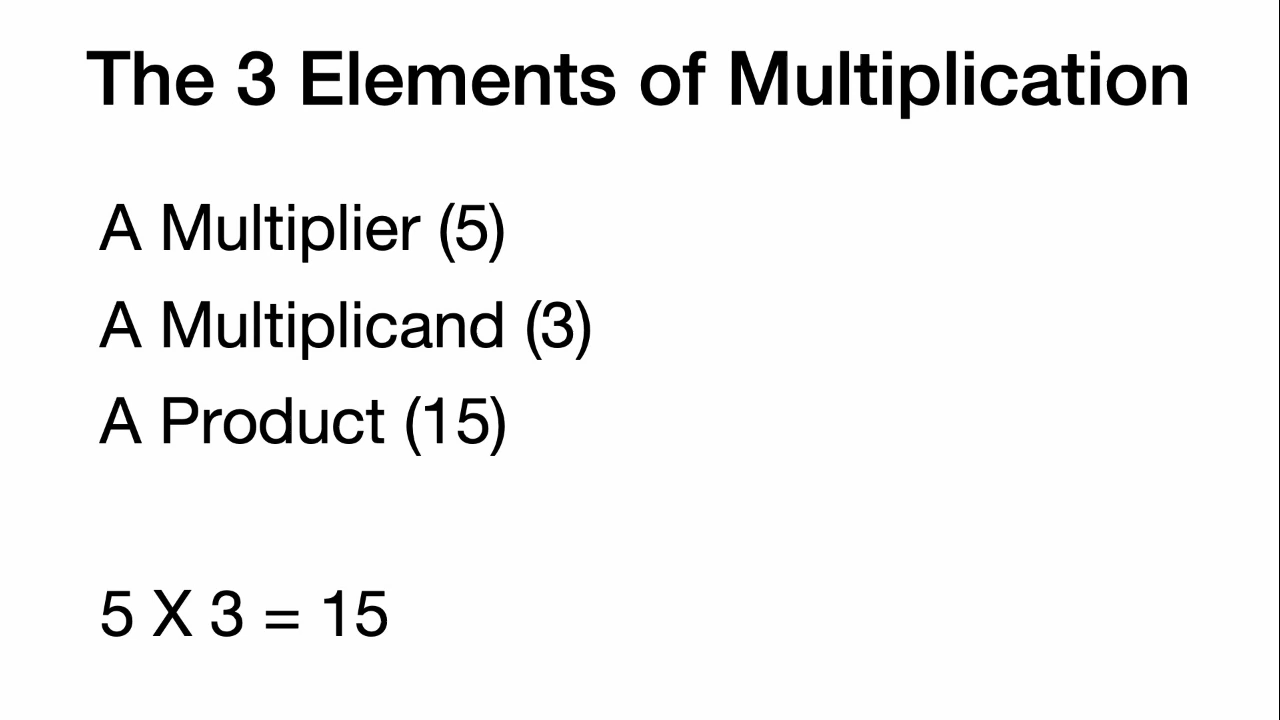 The 3 Elements of Multiplication
A Multiplier (5)
A Multiplicand (3)
A Product (15)
5 X 3 = 15